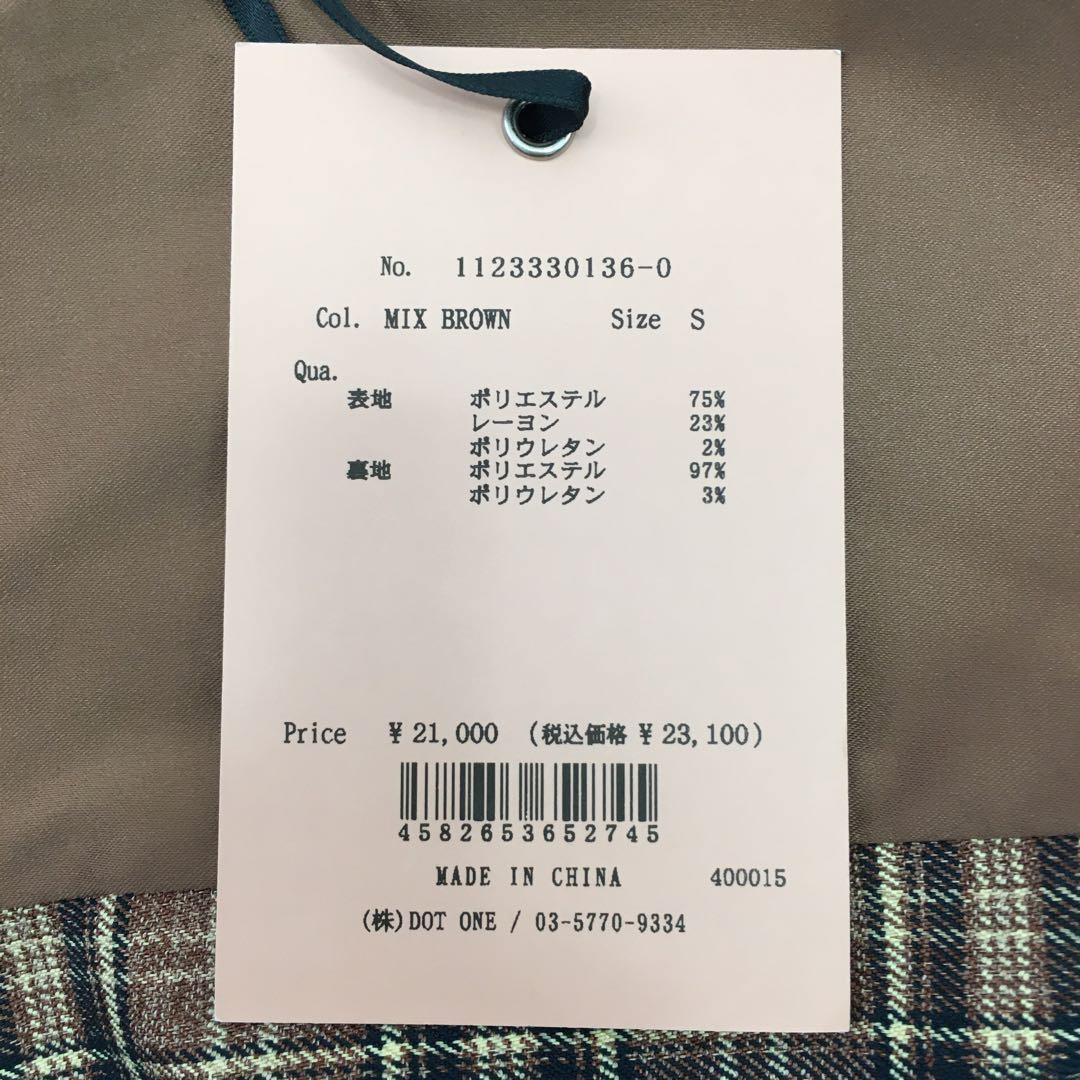 No. 1123330136-0
Col. MIX BROWN Size S
Qua.
表地 ポリエステル 75%
レーヨン 23%
ポリウレタン 2%
裏地 ポリエステル 97%
ポリウレタン 3%
Price ¥21,000 (税込価格 ¥23,100)
4582653652745
MADE IN CHINA 400015
(株)DOT ONE / 03-5770-9334